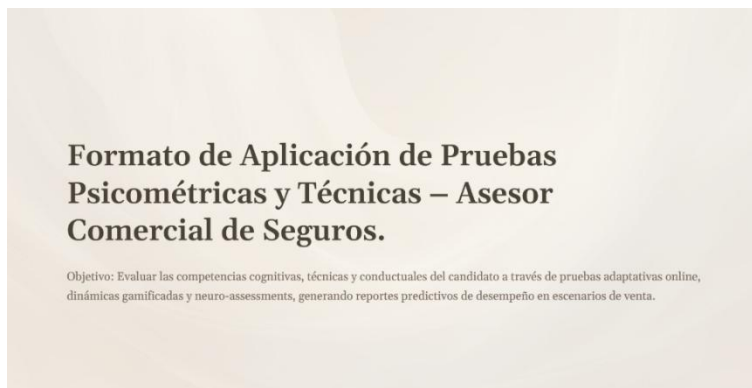 Formato de Aplicación de Pruebas
Psicométricas y Técnicas – Asesor
Comercial de Seguros.
Objetivo: Evaluar las competencias cognitivas, técnicas y conductuales del candidato a través de pruebas adaptativas online,
dinámicas gamificadas y neuro-assessments, generando reportes predictivos de desempeño en escenarios de venta.